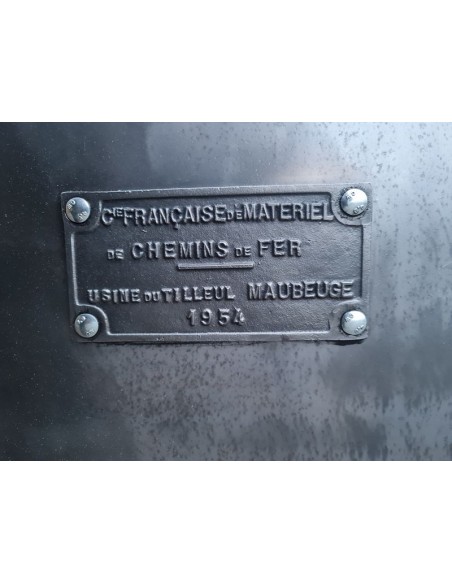 CIE FRANÇAISE DE MATERIEL
DE CHEMINS DE FER
USINE DU TILLEUL MAUBEUGE
1954